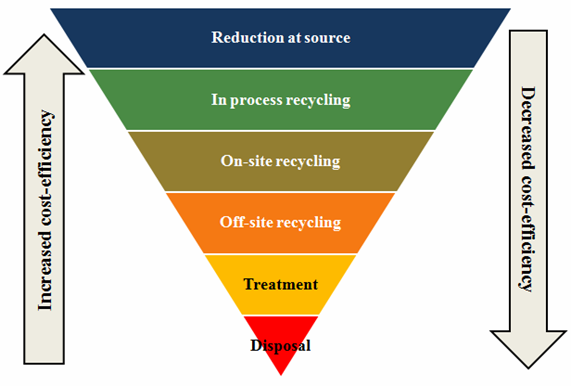 Reduction at source
In process recycling
On-site recycling
Off-site recycling
Treatment
Disposal
Increased cost-efficiency
Decreased cost-efficiency